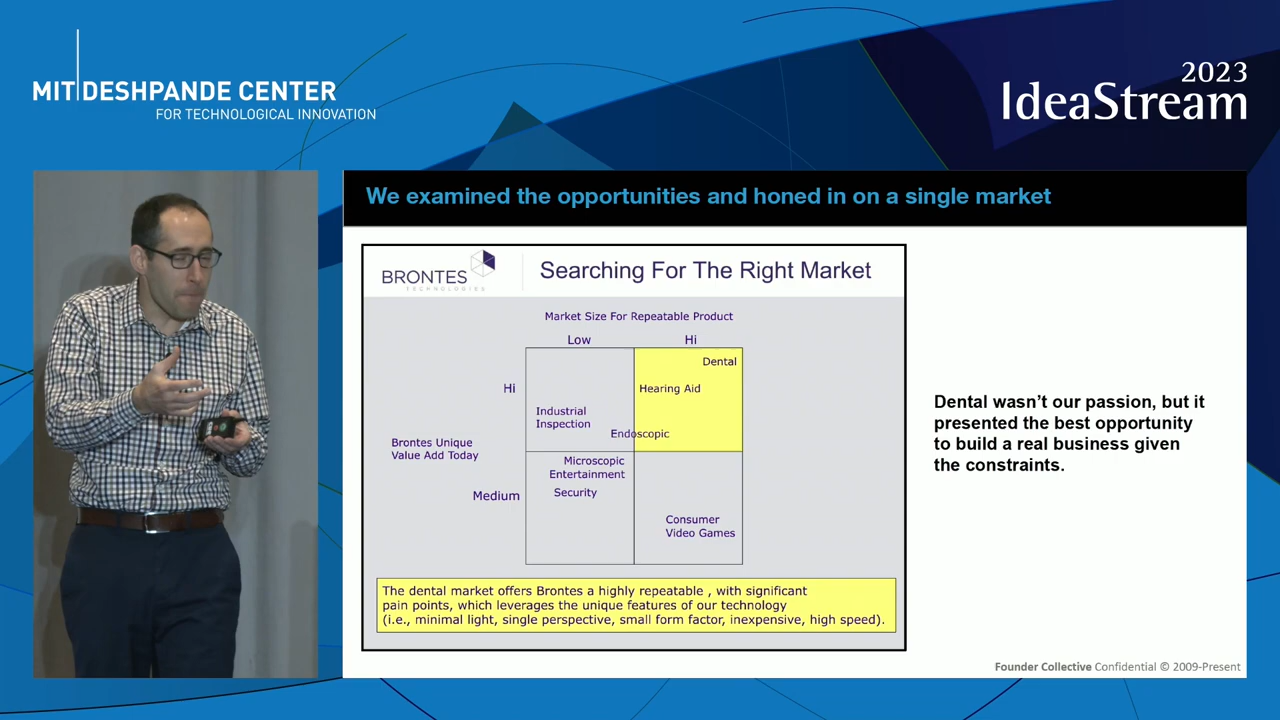 MIT DESHPANDE CENTER
FOR TECHNOLOGICAL INNOVATION
2023
IdeaStream
We examined the opportunities and honed in on a single market
BRONTES
TECHNOLOGIES
Searching For The Right Market
Market Size For Repeatable Product
Low
Hi
Hi
Dental
Hearing Aid
Industrial
Inspection
Endoscopic
Brontes Unique
Value Add Today
Microscopic
Entertainment
Medium
Security
Consumer
Video Games
The dental market offers Brontes a highly repeatable , with significant
pain points, which leverages the unique features of our technology
(i.e., minimal light, single perspective, small form factor, inexpensive, high speed).
Dental wasn’t our passion, but it
presented the best opportunity
to build a real business given
the constraints.
Founder Collective Confidential © 2009-Present